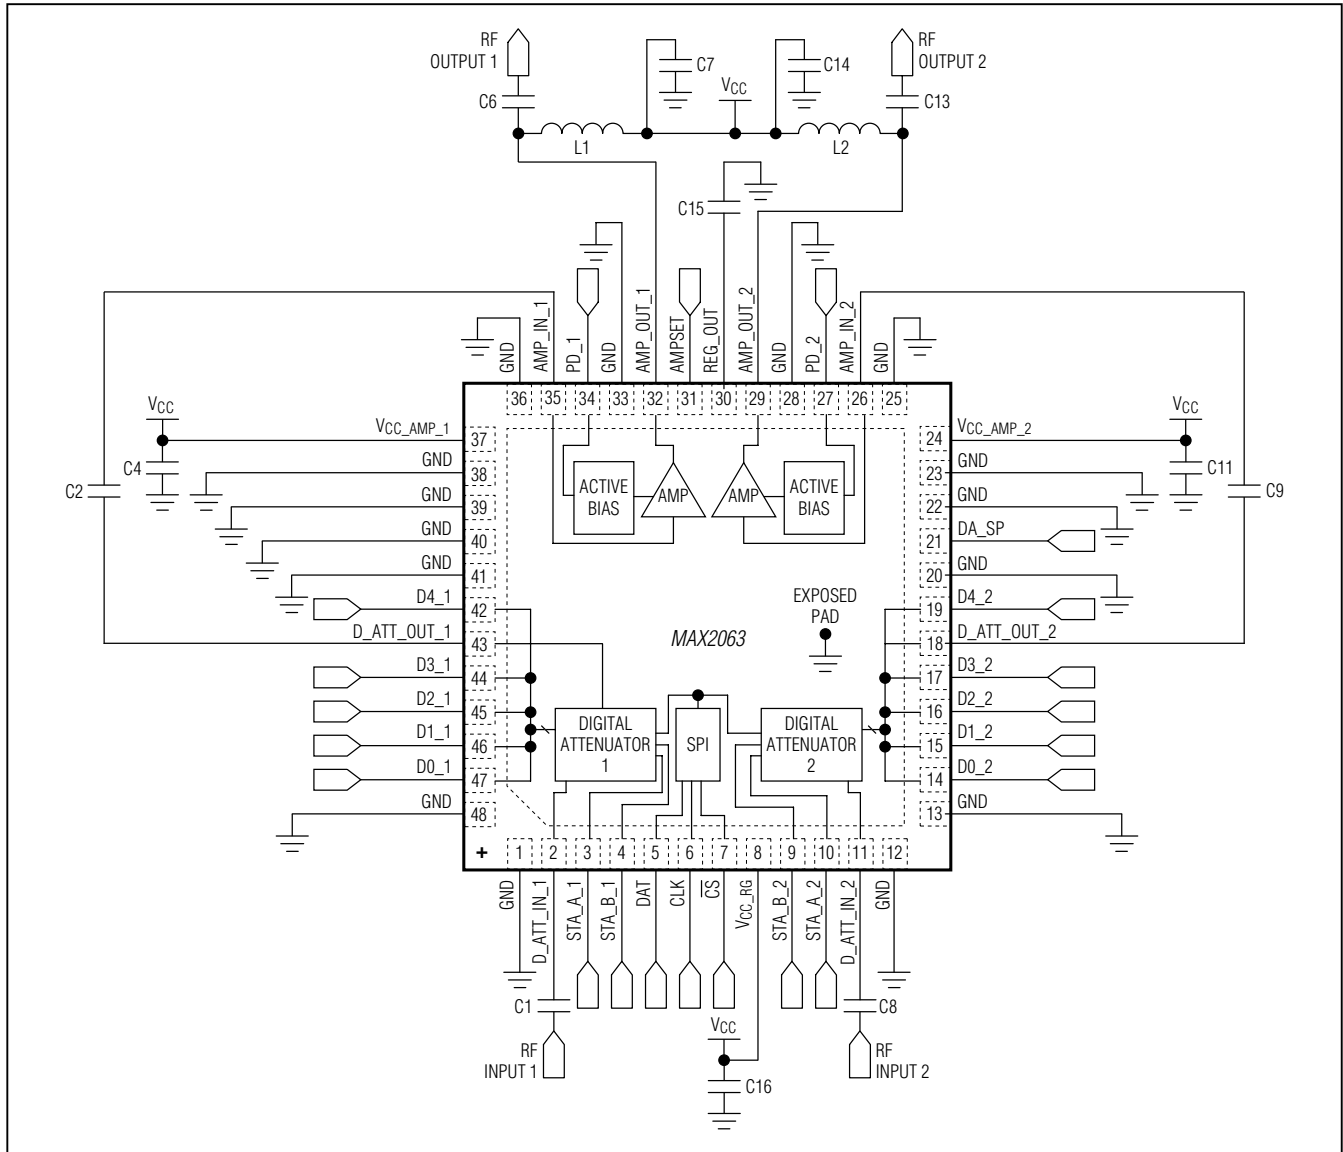 RF
OUTPUT 1
C6
L1
C7
VCC
C14
L2
C13
RF
OUTPUT 2
C15
GND
AMP_IN_1
PD_1
GND
AMP_OUT_1
AMPSET
REG_OUT
AMP_OUT_2
GND
PD_2
AMP_IN_2
GND
36
35
34
33
32
31
30
29
28
27
26
25
VCC
C4
C2
VCC_AMP_1
37
GND
38
GND
39
GND
40
GND
41
D4_1
42
D_ATT_OUT_1
43
D3_1
44
D2_1
45
D1_1
46
D0_1
47
GND
48
ACTIVE
BIAS
AMP
AMP
ACTIVE
BIAS
EXPOSED
PAD
MAX2063
DIGITAL
ATTENUATOR
1
SPI
DIGITAL
ATTENUATOR
2
VCC
C11
C9
24
VCC_AMP_2
23
GND
22
GND
21
DA_SP
20
GND
19
D4_2
18
D_ATT_OUT_2
17
D3_2
16
D2_2
15
D1_2
14
D0_2
13
GND
+
1
2
3
4
5
6
7
8
9
10
11
12
GND
D_ATT_IN_1
STA_A_1
STA_B_1
DAT
CLK
CS
VCC_RG
STA_B_2
STA_A_2
D_ATT_IN_2
GND
C1
C8
RF
INPUT 1
VCC
C16
RF
INPUT 2